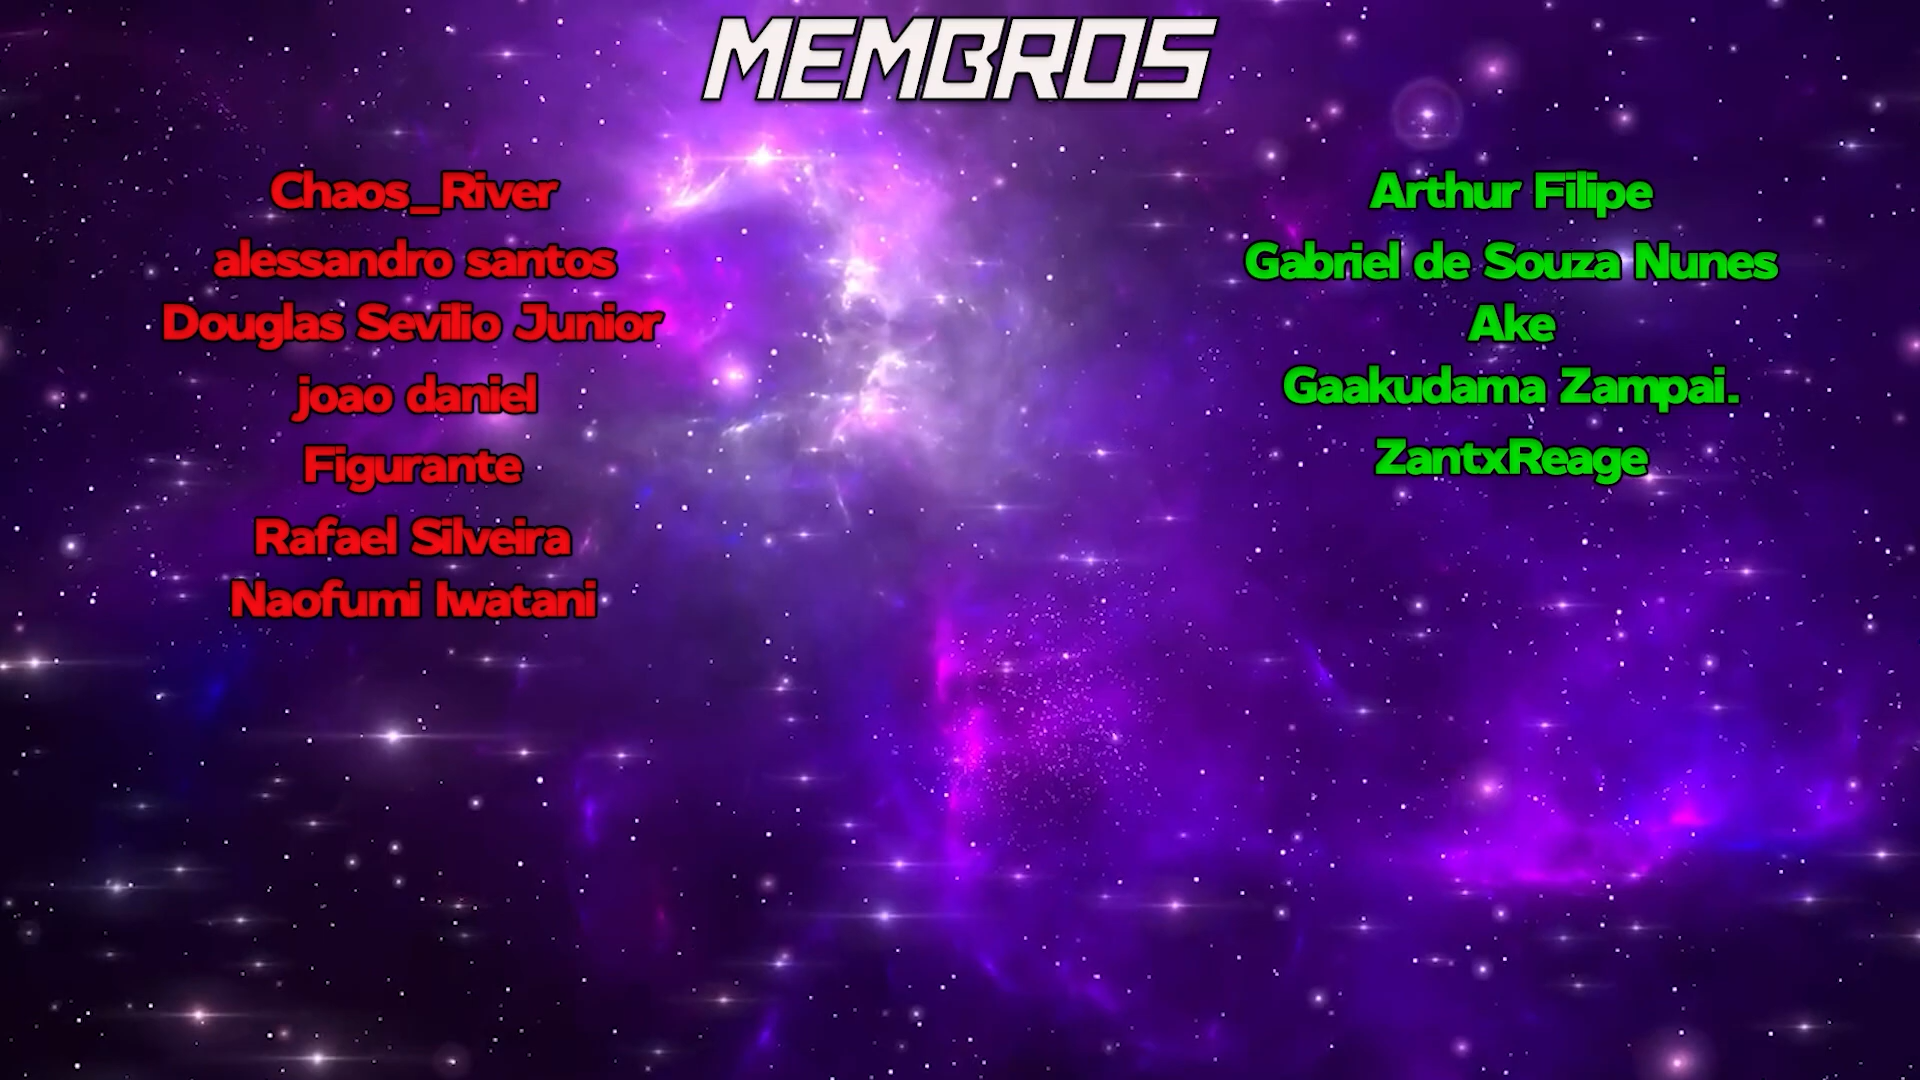 MEMBROS
Chaos_River
alessandro santos
Douglas Sevilio Junior
joao daniel
Figurante
Rafael Silveira
Naofumi Iwatani
Arthur Filipe
Gabriel de Souza Nunes
Ake
Gaakudama Zampai.
ZantxReage